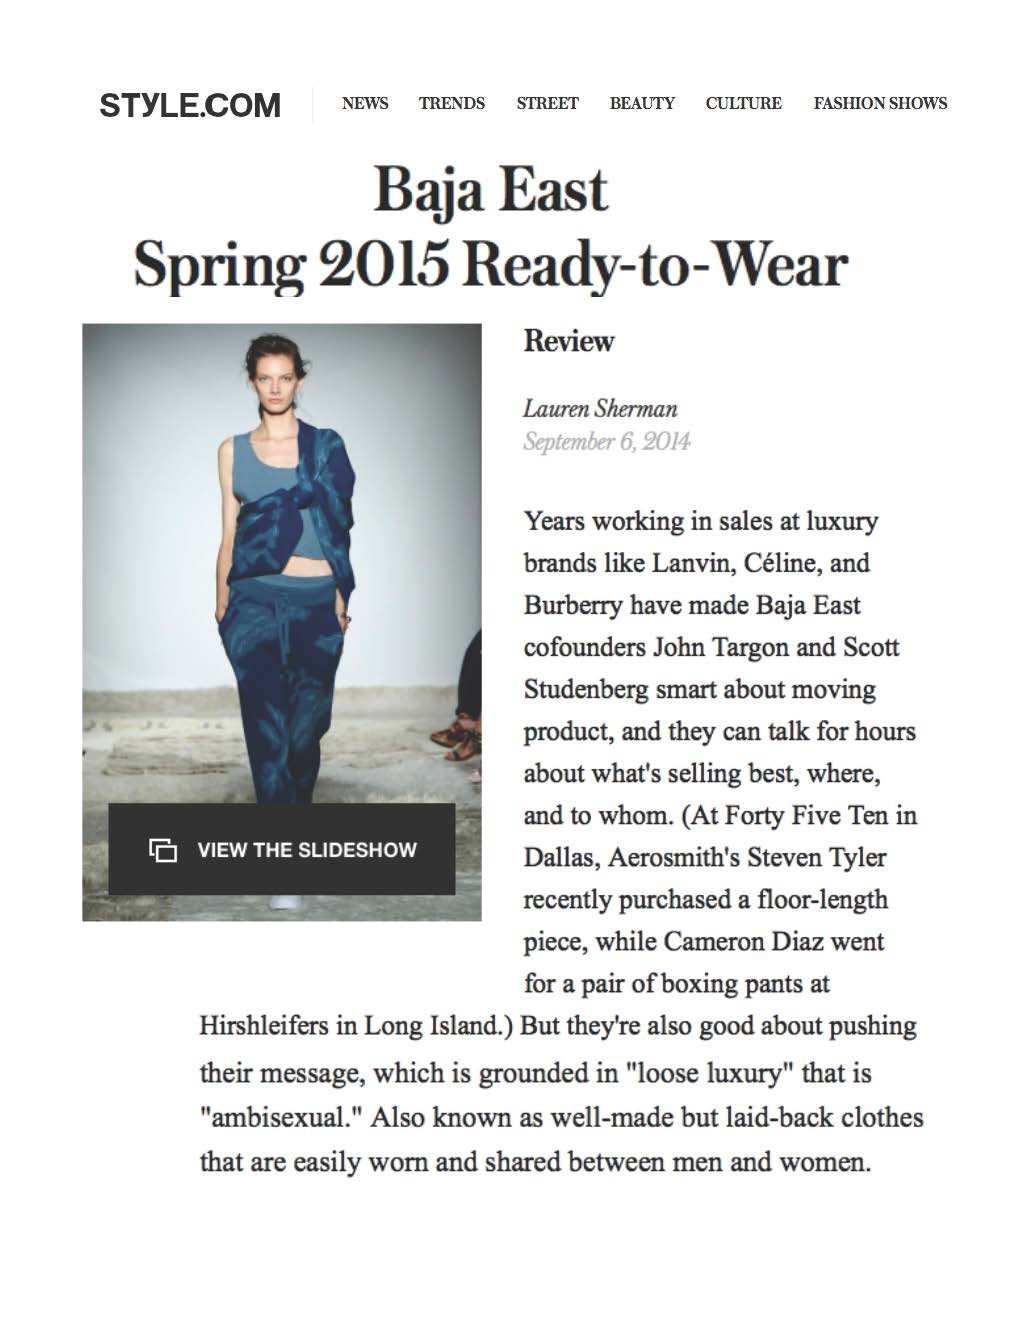 STYLE.COM
NEWS TRENDS STREET BEAUTY CULTURE FASHION SHOWS
Baja East
Spring 2015 Ready-to-Wear
Review
Lauren Sherman
September 6, 2014
Years working in sales at luxury
brands like Lanvin, Céline, and
Burberry have made Baja East
cofounders John Targon and Scott
Studenberg smart about moving
product, and they can talk for hours
about what's selling best, where,
and to whom. (At Forty Five Ten in
Dallas, Aerosmith's Steven Tyler
recently purchased a floor-length
piece, while Cameron Diaz went
for a pair of boxing pants at
Hirshleifers in Long Island.) But they're also good about pushing
their message, which is grounded in "loose luxury" that is
"ambisexual." Also known as well-made but laid-back clothes
that are easily worn and shared between men and women.
VIEW THE SLIDESHOW